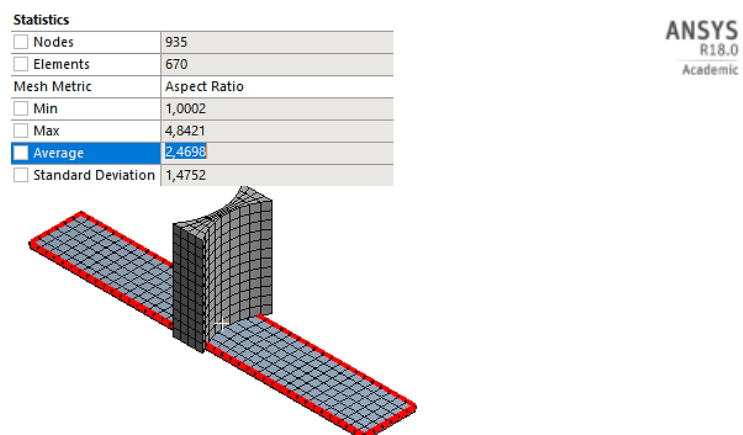 Statistics
Nodes 935
Elements 670
Mesh Metric Aspect Ratio
Min 1,0002
Max 4,8421
Average 2,4698
Standard Deviation 1,4752
ANSYS
R18.0
Academic